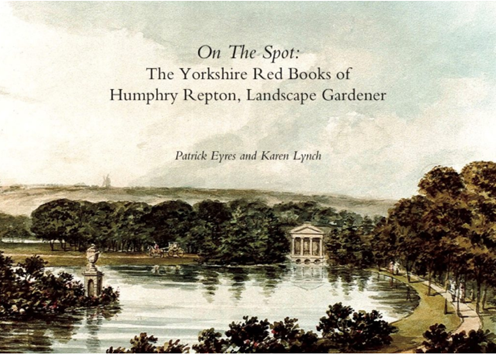 On The Spot:
The Yorkshire Red Books of
Humphry Repton, Landscape Gardener
Patrick Eyres and Karen Lynch